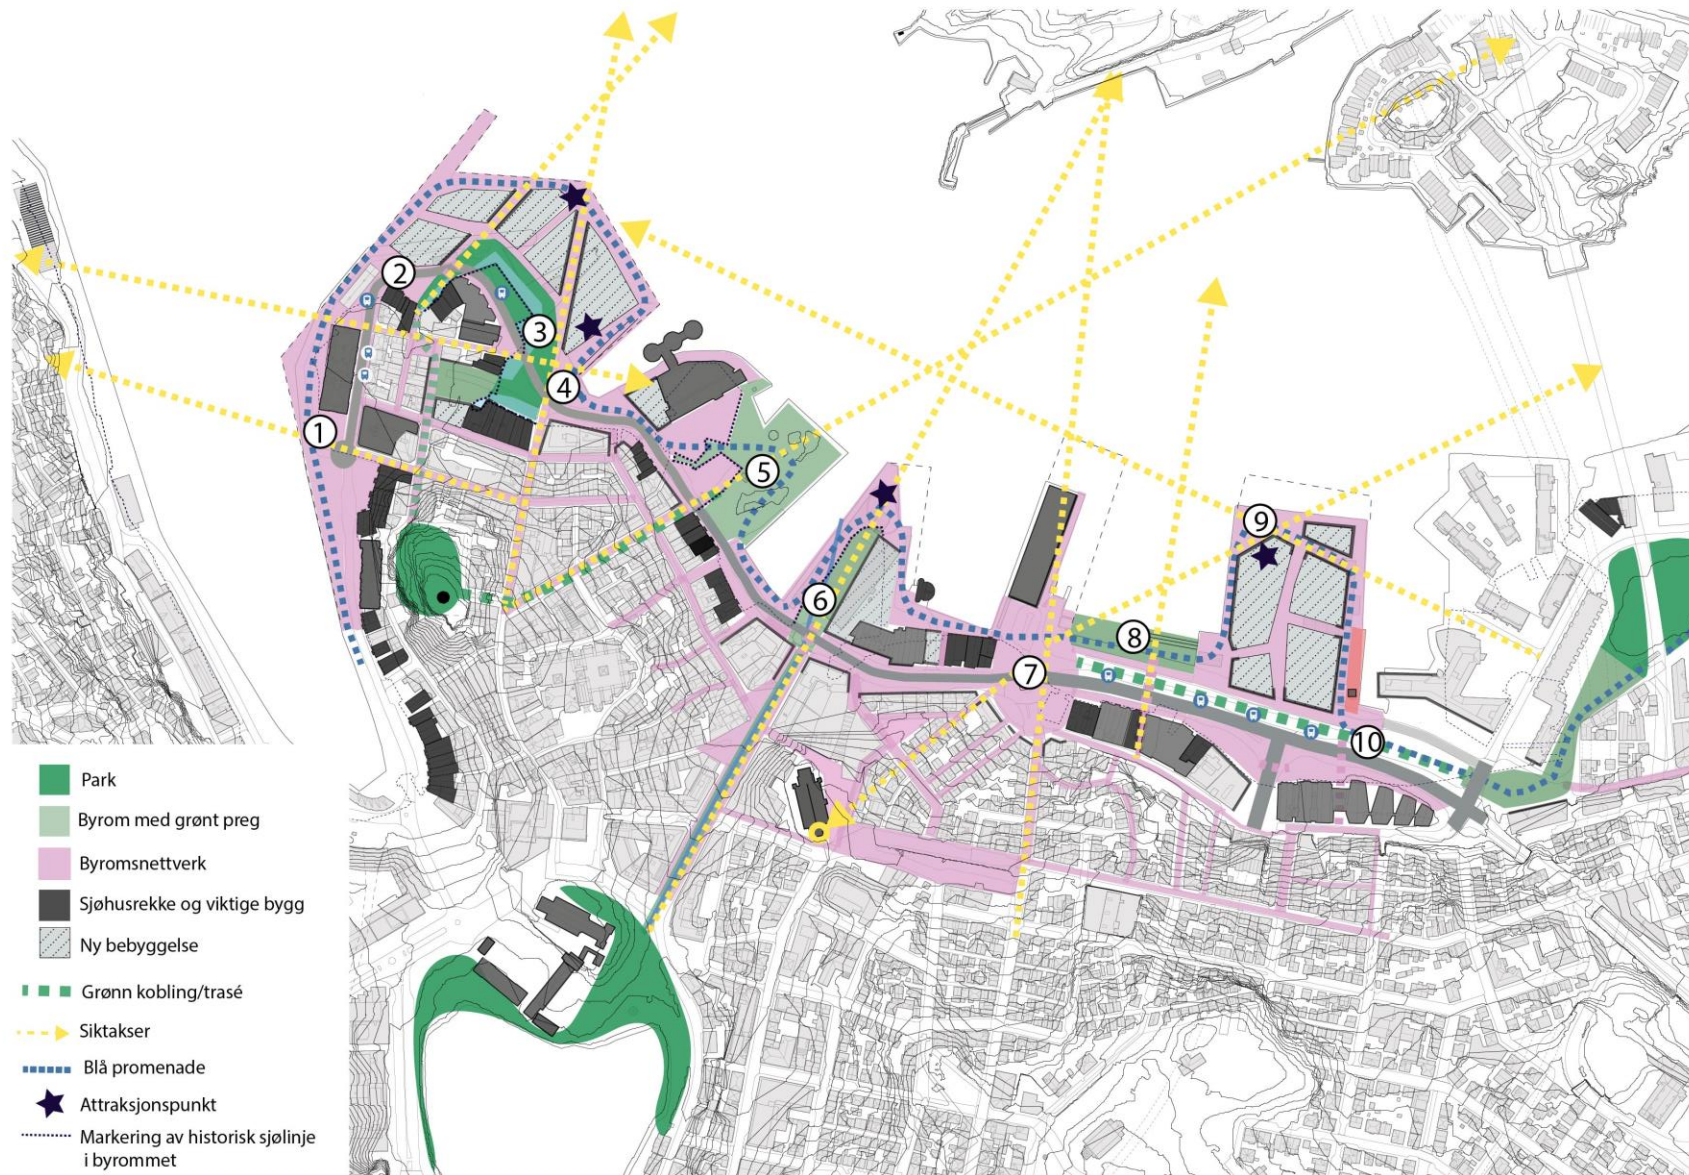 2
3
4
1
5
6
9
8
7
10
Park
Byrom med grønt preg
Byromsnettverk
Sjøhusrekke og viktige bygg
Ny bebyggelse
Grønn kobling/trasé
Siktakser
Blå promenade
Attraksjonspunkt
Markering av historisk sjølinje
i byrommet